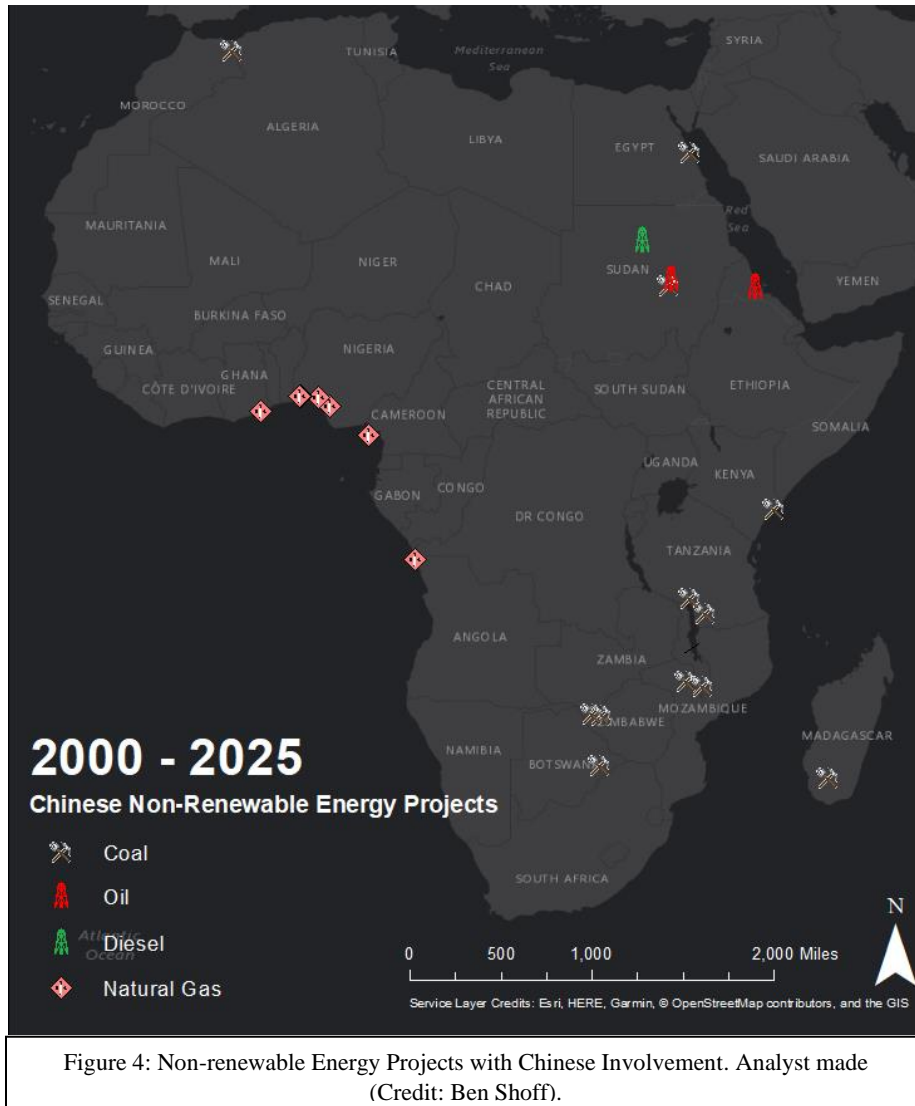 SYRIA
TUNISIA
Mediterranean
Sea
MOROCCO
ALGERIA
LIBYA
EGYPT
SAUDI ARABIA
Red
Sea
MAURITANIA
MALI
NIGER
CHAD
SUDAN
YEMEN
SENEGAL
BURKINA FASO
GUINEA
NIGERIA
GHANA
CÔTE D'IVOIRE
CENTRAL
AFRICAN
REPUBLIC
SOUTH SUDAN
ETHIOPIA
CAMEROON
SOMALIA
UGANDA
KENYA
GABON
CONGO
DR CONGO
TANZANIA
ANGOLA
ZAMBIA
MOZAMBIQUE
MADAGASCAR
NAMIBIA
SOUTH AFRICA
2000 - 2025
Chinese Non-Renewable Energy Projects
Coal
Oil
Diesel
Natural Gas
Atlantic
Ocean
N
0 500 1,000 2,000 Miles
Service Layer Credits: Esri, HERE, Garmin, © OpenStreetMap contributors, and the GIS
Figure 4: Non-renewable Energy Projects with Chinese Involvement. Analyst made
(Credit: Ben Shoff).